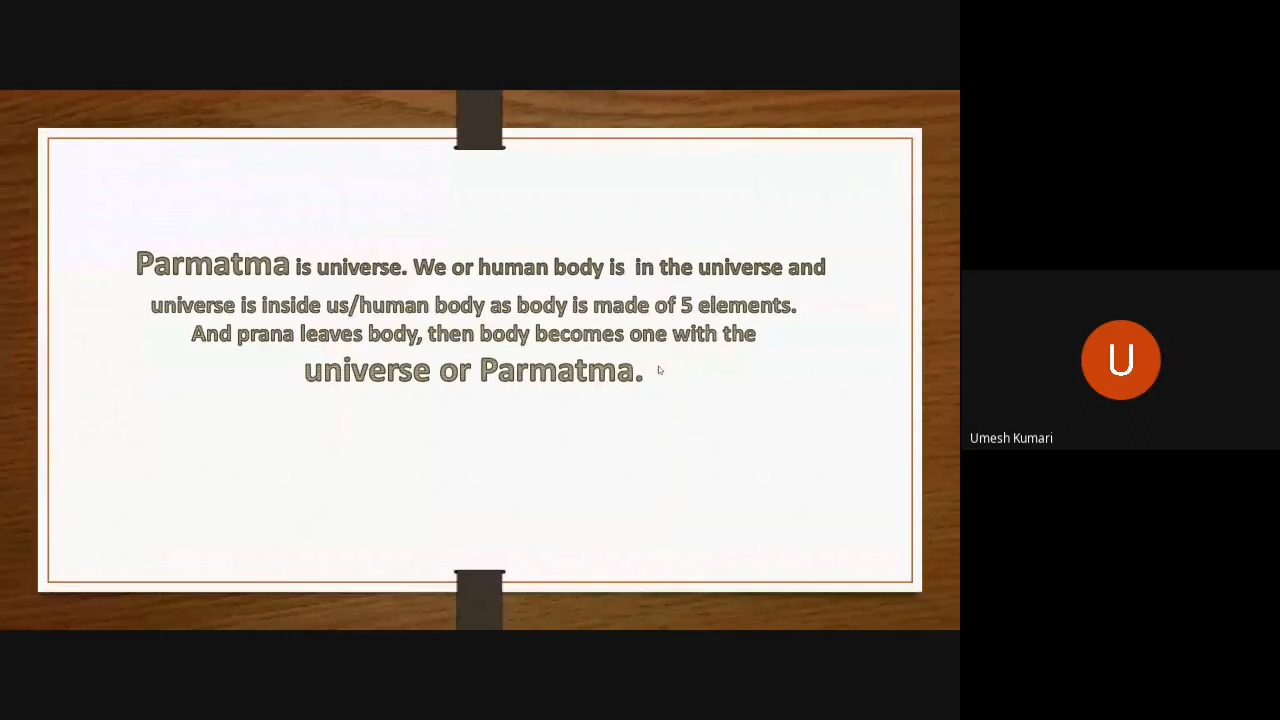 Parmatma is universe. We or human body is  in the universe and
universe is inside us/human body as body is made of 5 elements.
And prana leaves body, then body becomes one with the
universe or Parmatma.
U
Umesh Kumari